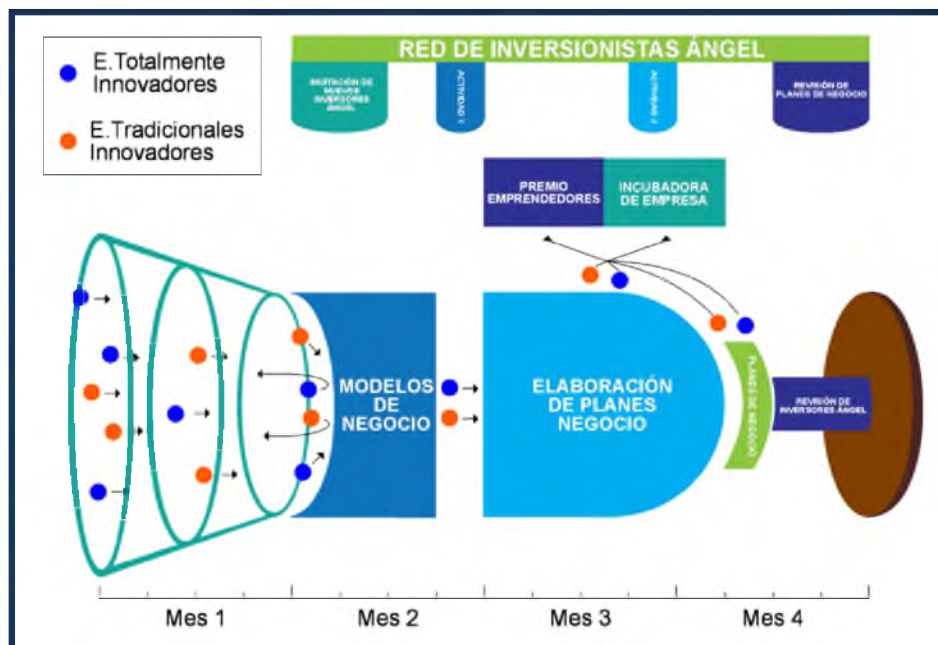 E.Totalmente
Innovadores
E.Tradicionales
Innovadores
RED DE INVERSIONISTAS ÁNGEL
INVITACIÓN DE
NUEVOS
INVERSORES
ÁNGEL
ACTIVIDAD 1
ACTIVIDAD 2
REVISIÓN DE
PLANES DE NEGOCIO
PREMIO
EMPRENDEDORES
INCUBADORA
DE EMPRESA
MODELOS
DE
NEGOCIO
ELABORACIÓN
DE PLANES
NEGOCIO
PLANES DE NEGOCIO
REVISIÓN DE
INVERSORES ÁNGEL
Mes 1
Mes 2
Mes 3
Mes 4